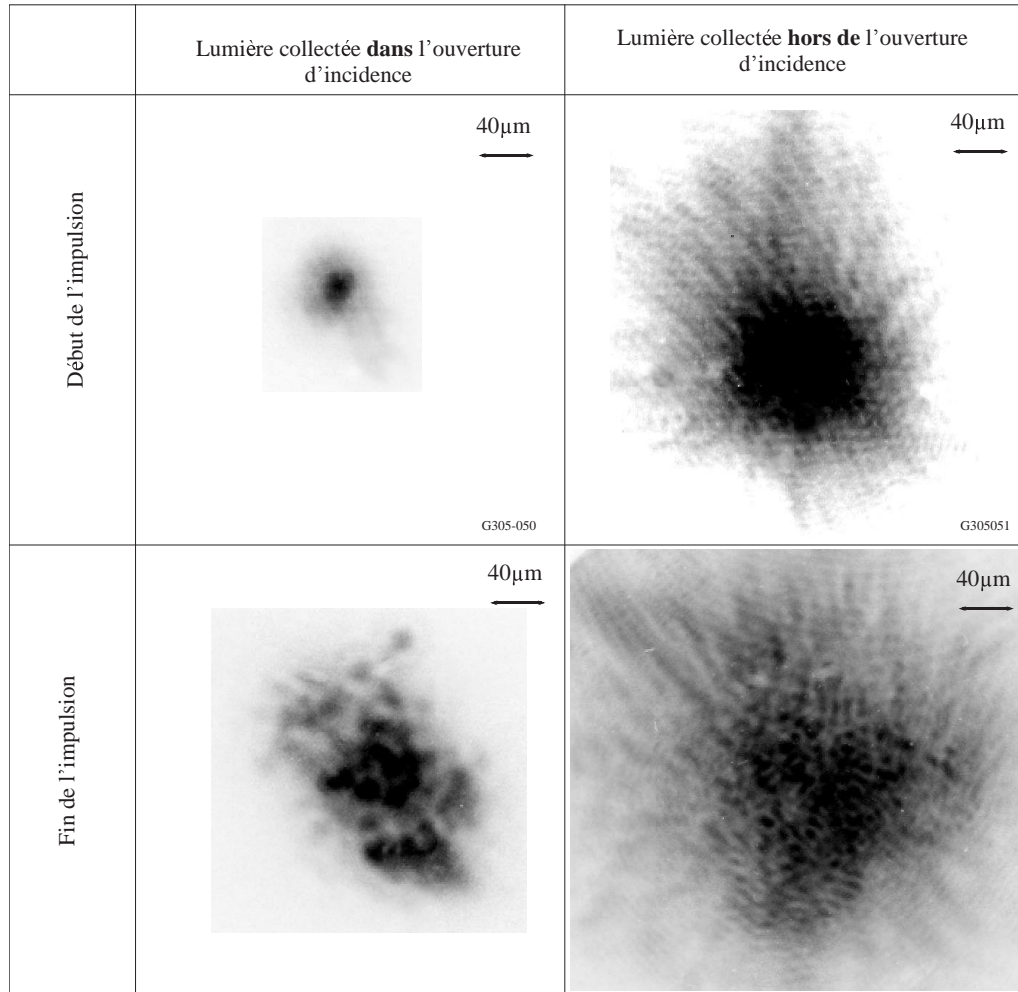 Lumière collectée dans l'ouverture
d'incidence
Lumière collectée hors de l'ouverture
d'incidence
Début de l'impulsion
40µm
G305-050
40µm
G305051
Fin de l'impulsion
40µm
40µm